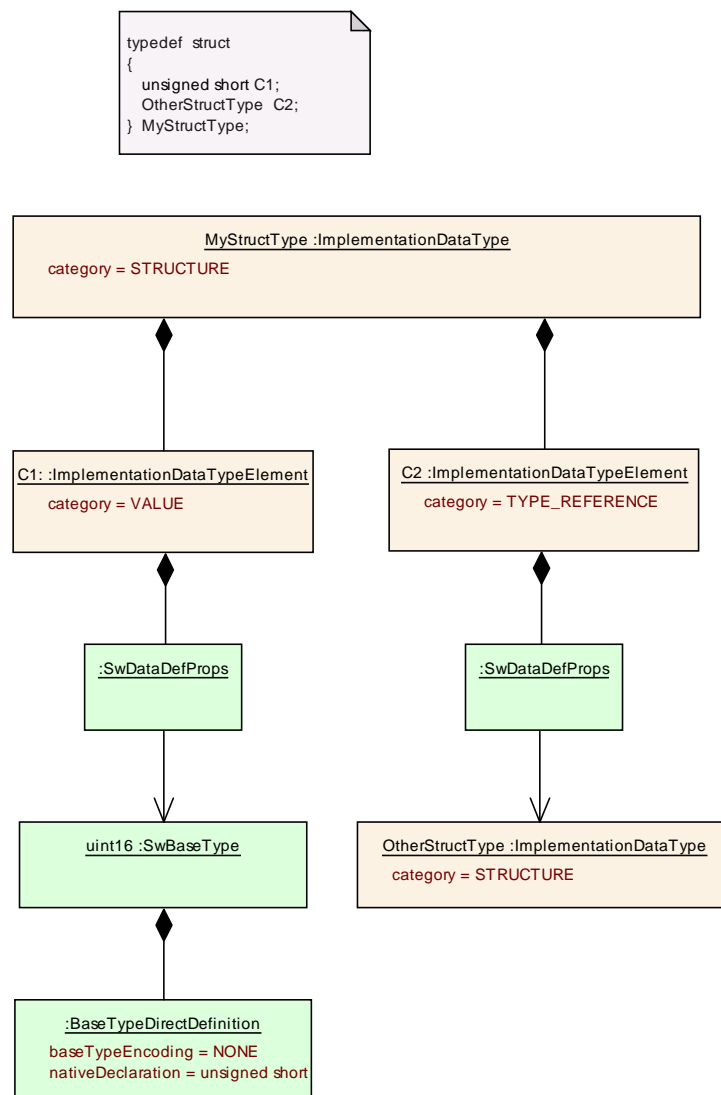 typedef struct
{
unsigned short C1;
OtherStructType C2;
} MyStructType;
MyStructType :ImplementationDataType
category = STRUCTURE
C1: :ImplementationDataTypeElement
category = VALUE
C2 :ImplementationDataTypeElement
category = TYPE_REFERENCE
:SwDataDefProps
:SwDataDefProps
uint16 :SwBaseType
OtherStructType :ImplementationDataType
category = STRUCTURE
:BaseTypeDirectDefinition
baseTypeEncoding = NONE
nativeDeclaration = unsigned short